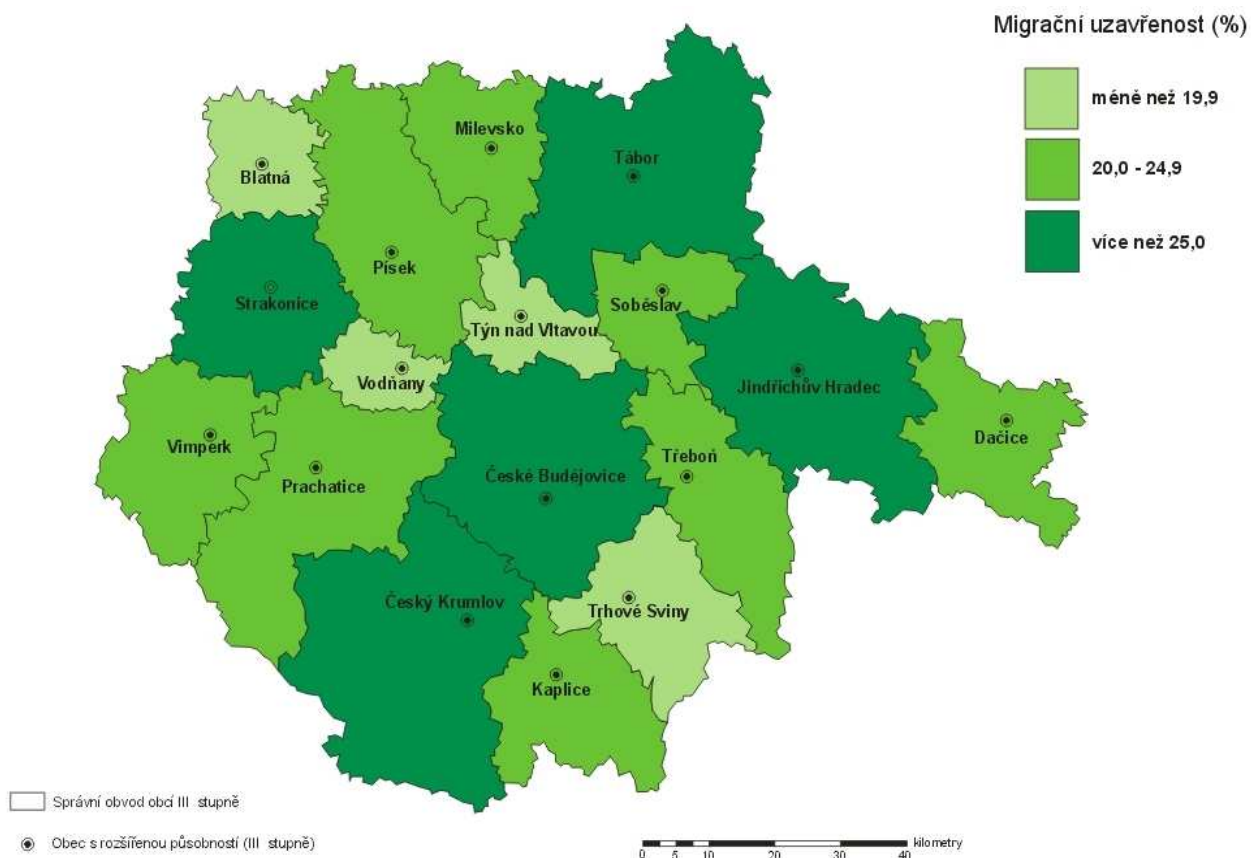 Migrační uzavřenost (%)
méně než 19,9
20,0 - 24,9
více než 25,0
Milevsko
Tábor
Blatná
Písek
Strakonice
Soběslav
Týn nad Vltavou
Vodňany
Jindřichův Hradec
Dačice
Vimperk
Třeboň
Prachatice
České Budějovice
Český Krumlov
Trhové Sviny
Kaplice
Správní obvod obcí III stupně
Obec s rozšířenou působností (III stupně)
kilometry
0 5 10 20 30 40